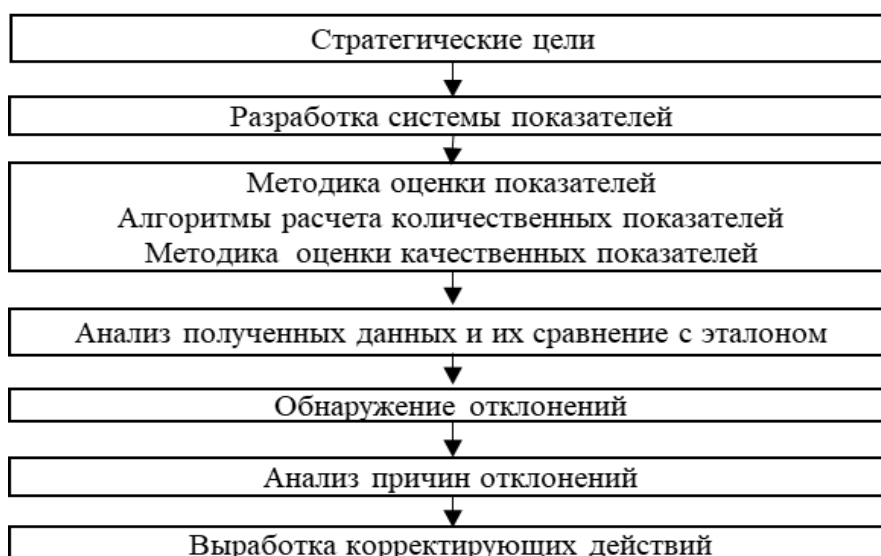 Стратегические цели
Разработка системы показателей
Методика оценки показателей
Алгоритмы расчета количественных показателей
Методика оценки качественных показателей
Анализ полученных данных и их сравнение с эталоном
Обнаружение отклонений
Анализ причин отклонений
Выработка корректирующих действий